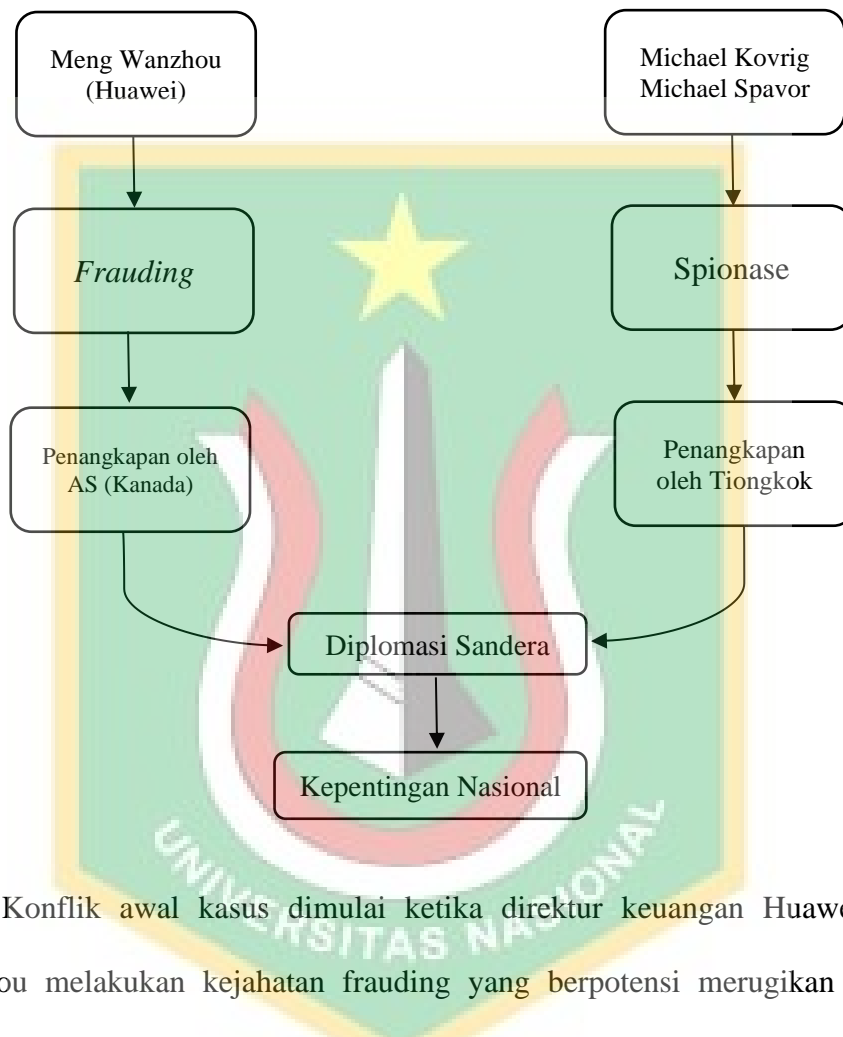 Meng Wanzhou
(Huawei)
Michael Kovrig
Michael Spavor
Frauding
Spionase
Penangkapan oleh
AS (Kanada)
Penangkapan
oleh Tiongkok
Diplomasi Sandera
Kepentingan Nasional
UNIVERSITAS NASIONAL
Konflik awal kasus dimulai ketika direktur keuangan
melakukan kejahatan frauding yang berpotensi merugikan